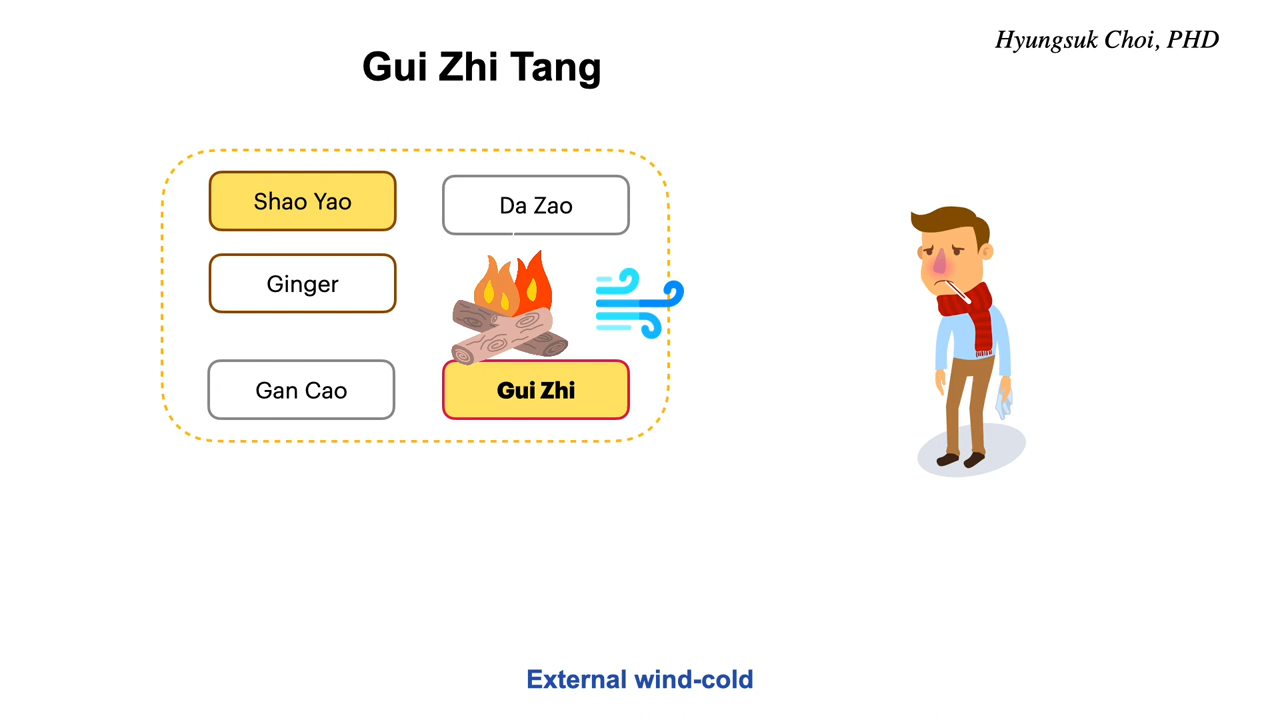 Hyungsuk Choi, PHD
Gui Zhi Tang
Shao Yao
Da Zao
Ginger
Gan Cao
Gui Zhi
External wind-cold